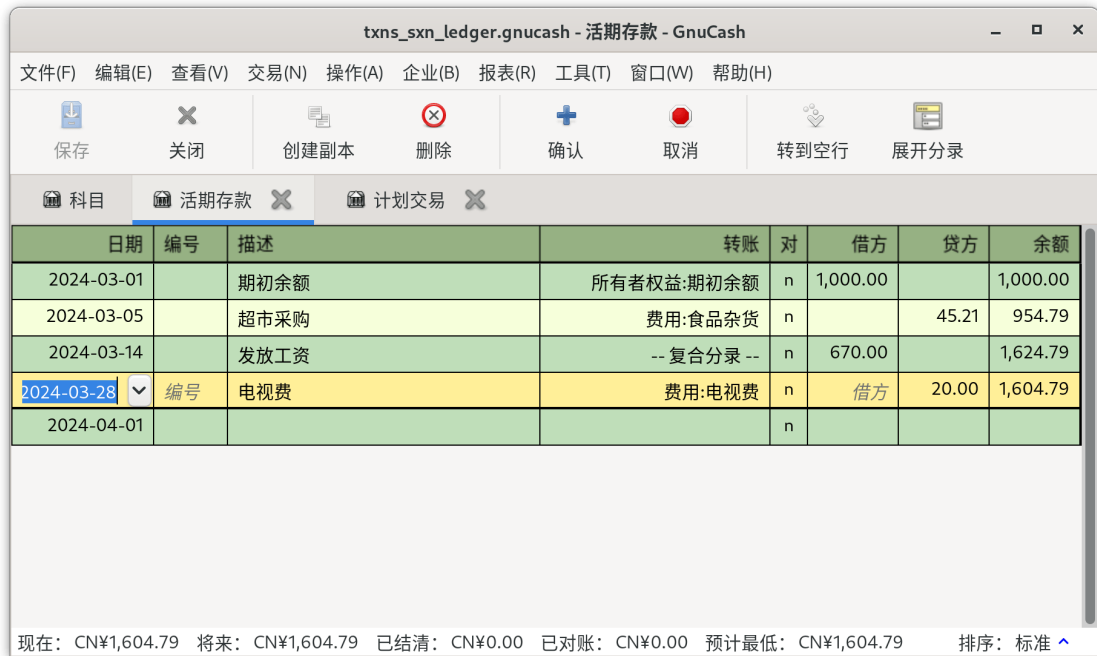 txns_sxn_ledger.gnucash - 活期存款 - GnuCash
文件(F) 编辑(E) 查看(V) 交易(N) 操作(A) 企业(B) 报表(R) 工具(T) 窗口(W) 帮助(H)
保存 关闭 创建副本 删除 确认 取消 转到空行 展开分录
科目 活期存款 计划交易
日期 编号 描述 转账 对 借方 贷方 余额
2024-03-01 期初余额 所有者权益:期初余额 n 1,000.00 1,000.00
2024-03-05 超市采购 费用:食品杂货 n 45.21 954.79
2024-03-14 发放工资 -- 复合分录 -- n 670.00 1,624.79
2024-03-28 编号 电视费 费用:电视费 n 借方 20.00 1,604.79
2024-04-01 n
现在： CN¥1,604.79 将来： CN¥1,604.79 已结清： CN¥0.00 已对账： CN¥0.00 预计最低： CN¥1,604.79 排序： 标准